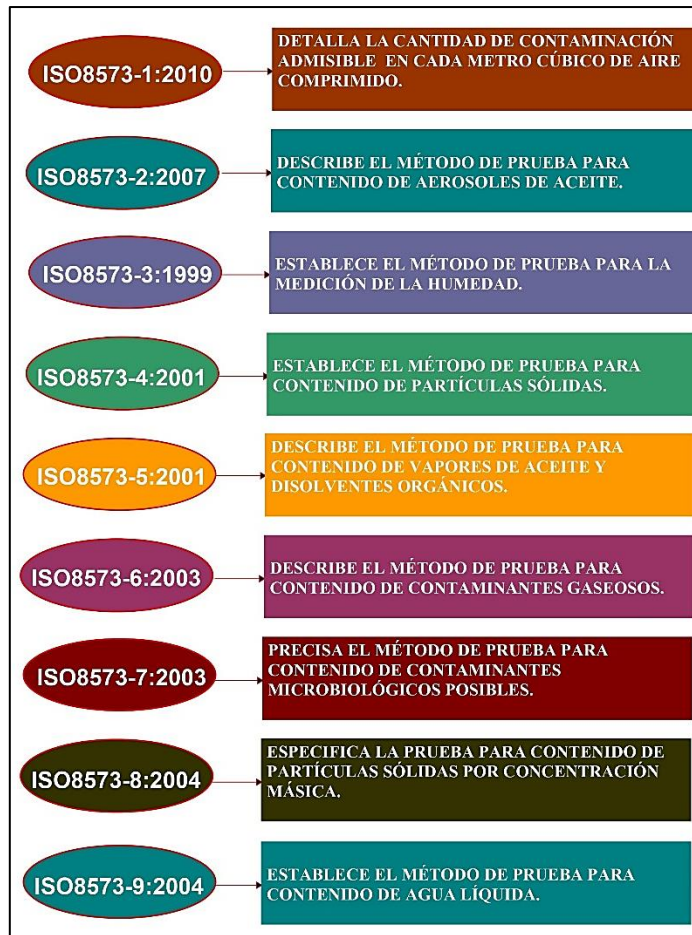 ISO8573-1:2010
DETALLA LA CANTIDAD DE CONTAMINACIÓN
ADMISIBLE EN CADA METRO CÚBICO DE AIRE
COMPRIMIDO.
ISO8573-2:2007
DESCRIBE EL MÉTODO DE PRUEBA PARA
CONTENIDO DE AEROSOLES DE ACEITE.
ISO8573-3:1999
ESTABLECE EL MÉTODO DE PRUEBA PARA LA
MEDICIÓN DE LA HUMEDAD.
ISO8573-4:2001
ESTABLECE EL MÉTODO DE PRUEBA PARA
CONTENIDO DE PARTÍCULAS SÓLIDAS.
ISO8573-5:2001
DESCRIBE EL MÉTODO DE PRUEBA PARA
CONTENIDO DE VAPORES DE ACEITE Y
DISOLVENTES ORGÁNICOS.
ISO8573-6:2003
DESCRIBE EL MÉTODO DE PRUEBA PARA
CONTENIDO DE CONTAMINANTES GASEOSOS.
ISO8573-7:2003
PRECISA EL MÉTODO DE PRUEBA PARA
CONTENIDO DE CONTAMINANTES
MICROBIOLÓGICOS POSIBLES.
ISO8573-8:2004
ESPECIFICA LA PRUEBA PARA CONTENIDO DE
PARTÍCULAS SÓLIDAS POR CONCENTRACIÓN
MÁSICA.
ISO8573-9:2004
ESTABLECE EL MÉTODO DE PRUEBA PARA
CONTENIDO DE AGUA LÍQUIDA.